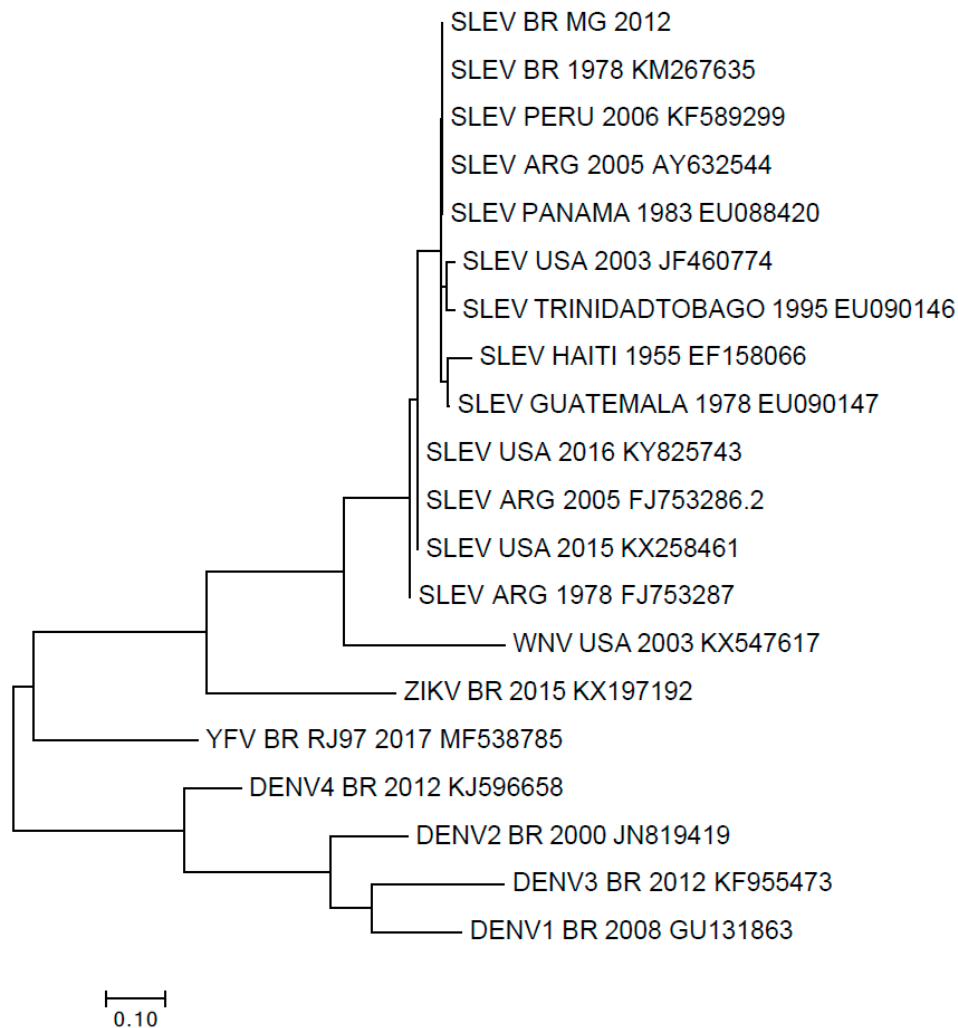 SLEV BR MG 2012
SLEV BR 1978 KM267635
SLEV PERU 2006 KF589299
SLEV ARG 2005 AY632544
SLEV PANAMA 1983 EU088420
SLEV USA 2003 JF460774
SLEV TRINIDADTOBAGO 1995 EU090146
SLEV HAITI 1955 EF158066
SLEV GUATEMALA 1978 EU090147
SLEV USA 2016 KY825743
SLEV ARG 2005 FJ753286.2
SLEV USA 2015 KX258461
SLEV ARG 1978 FJ753287
WNV USA 2003 KX547617
ZIKV BR 2015 KX197192
YFV BR RJ97 2017 MF538785
DENV4 BR 2012 KJ596658
DENV2 BR 2000 JN819419
DENV3 BR 2012 KF955473
DENV1 BR 2008 GU131863
0.10